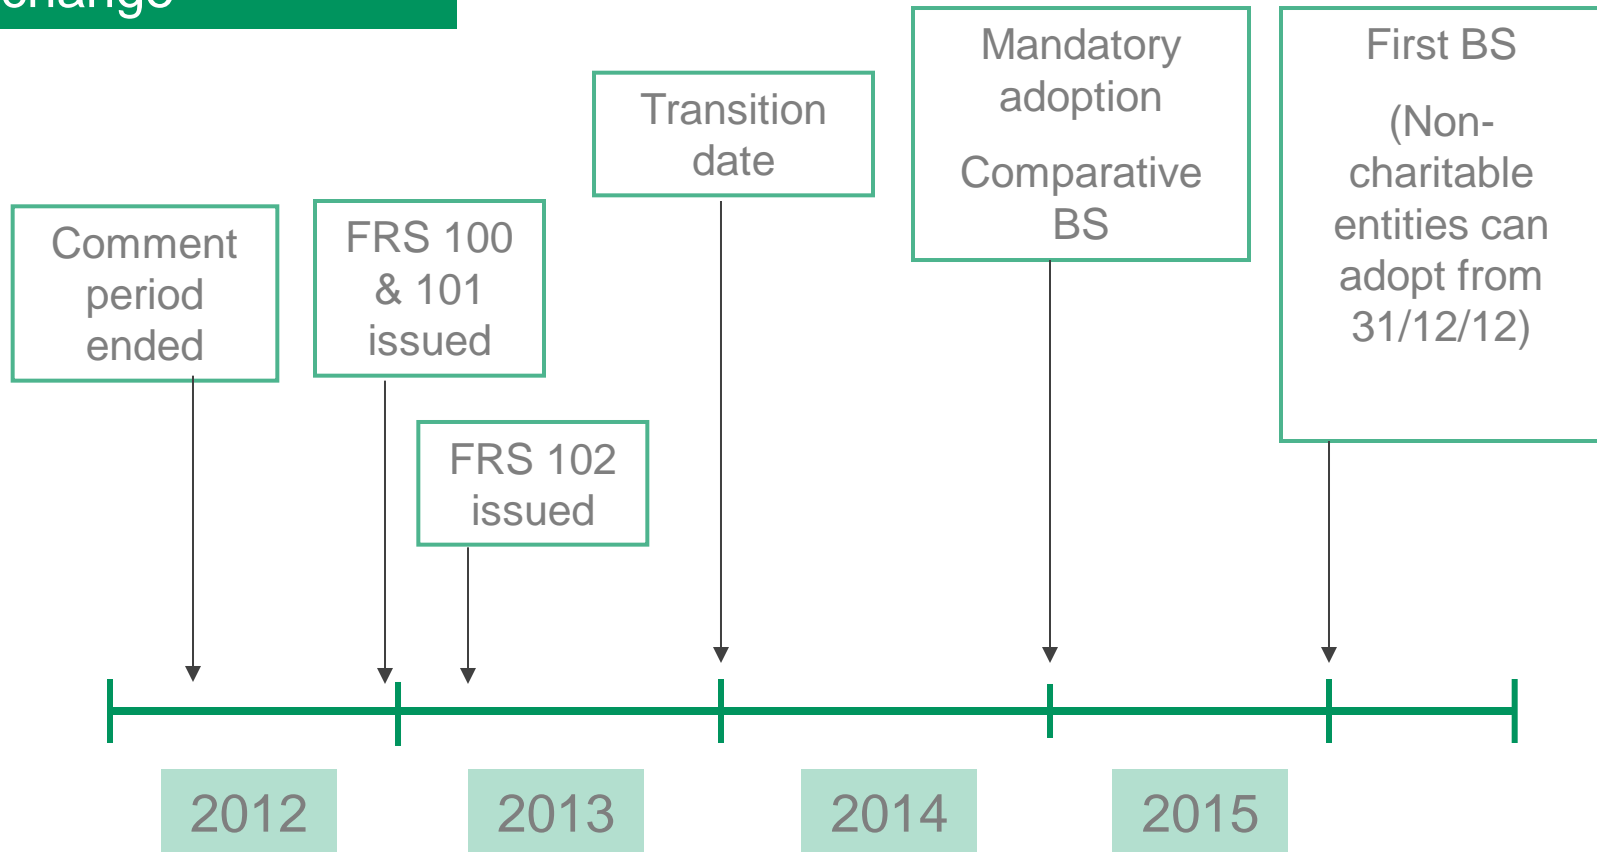 change
Comment
period
ended
FRS 100
& 101
issued
FRS 102
issued
Transition
date
Mandatory
adoption
Comparative
BS
First BS
(Non-
charitable
entities can
adopt from
31/12/12)
2012
2013
2014
2015